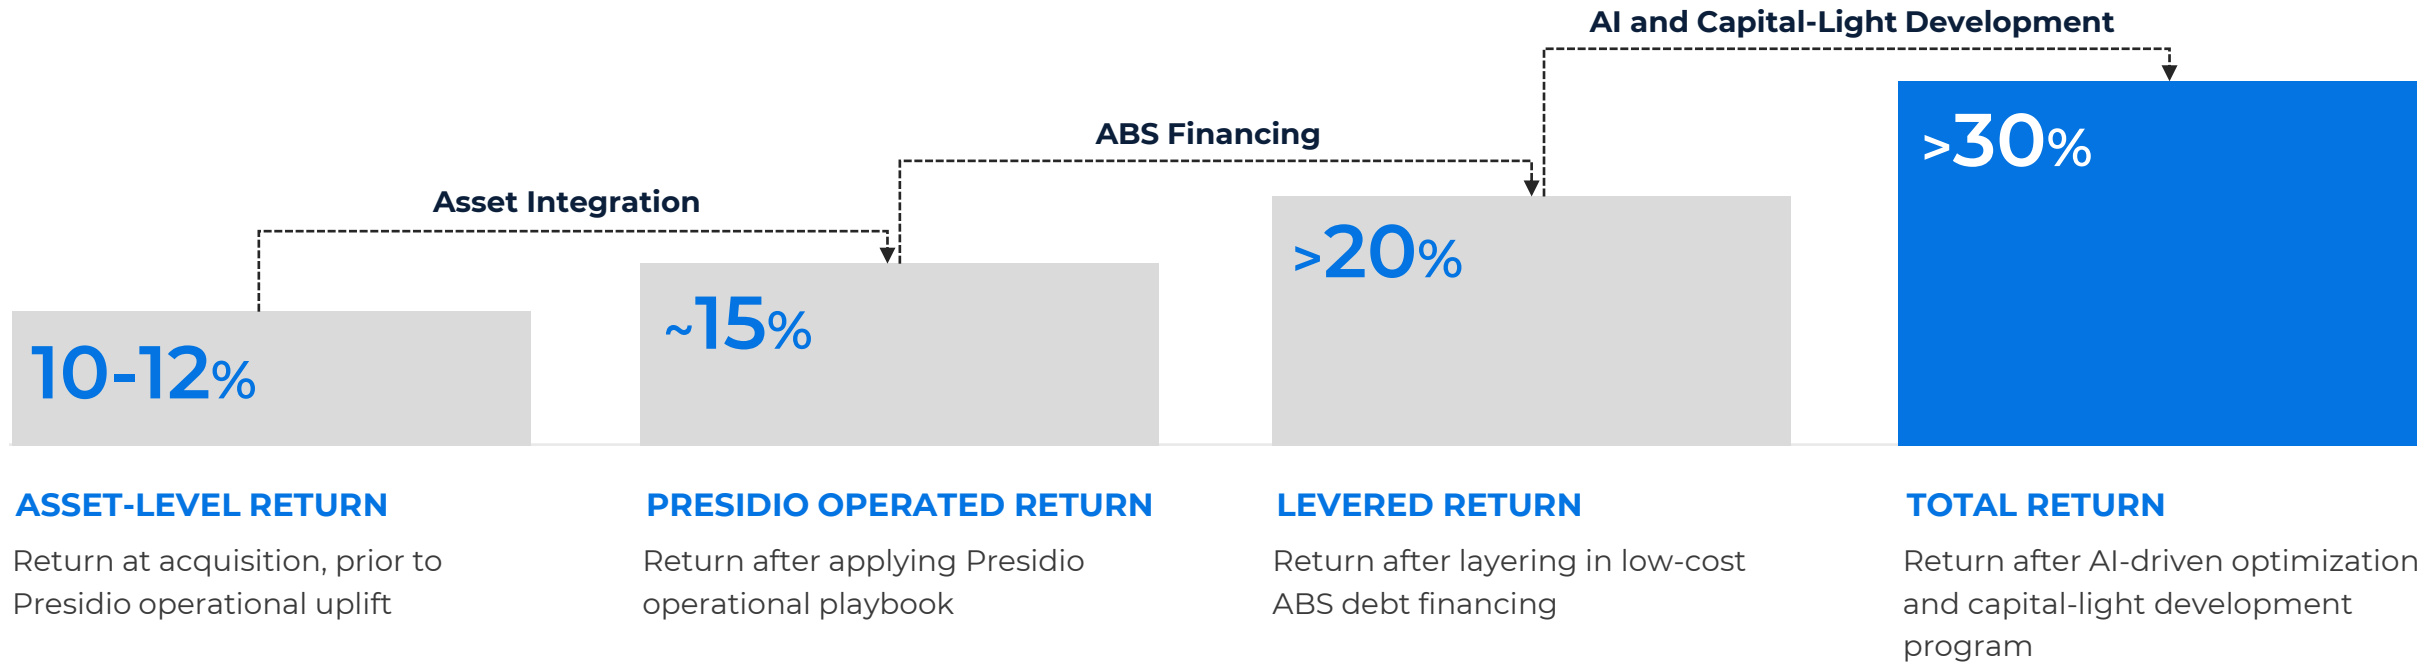 AI and Capital-Light Development
ABS Financing
Asset Integration
10-12%
~15%
>20%
>30%
ASSET-LEVEL RETURN
Return at acquisition, prior to
Presidio operational uplift
PRESIDIO OPERATED RETURN
Return after applying Presidio
operational playbook
LEVERED RETURN
Return after layering in low-cost
ABS debt financing
TOTAL RETURN
Return after AI-driven optimization
and capital-light development
program